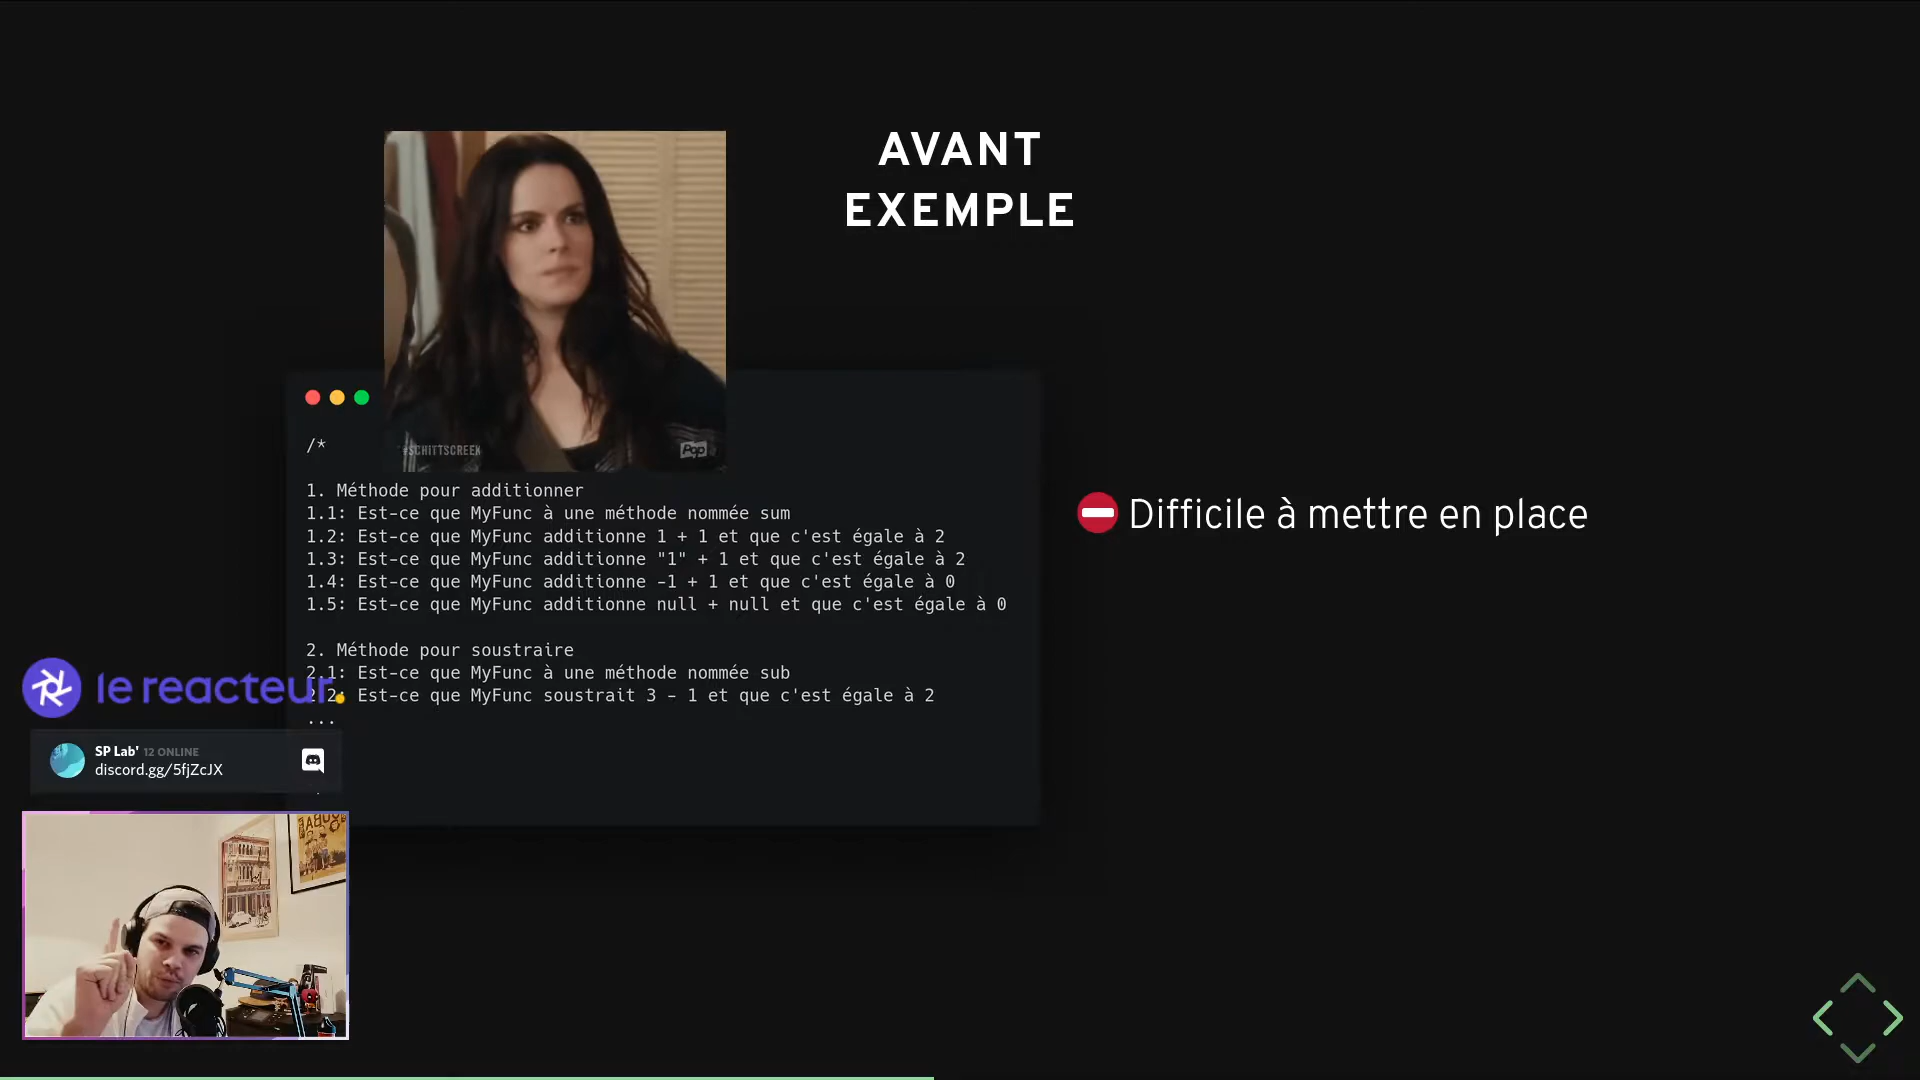 AVANT
EXEMPLE
#SCHITTSCREEK
Pop
/*
1. Méthode pour additionner
1.1: Est-ce que MyFunc à une méthode nommée sum
1.2: Est-ce que MyFunc additionne 1 + 1 et que c'est égale à 2
1.3: Est-ce que MyFunc additionne "1" + 1 et que c'est égale à 2
1.4: Est-ce que MyFunc additionne -1 + 1 et que c'est égale à 0
1.5: Est-ce que MyFunc additionne null + null et que c'est égale à 0
2. Méthode pour soustraire
2.1: Est-ce que MyFunc à une méthode nommée sub
2.2: Est-ce que MyFunc soustrait 3 - 1 et que c'est égale à 2
...
Difficile à mettre en place
le reacteur.
SP Lab' 12 ONLINE
discord.gg/5fjZcJX